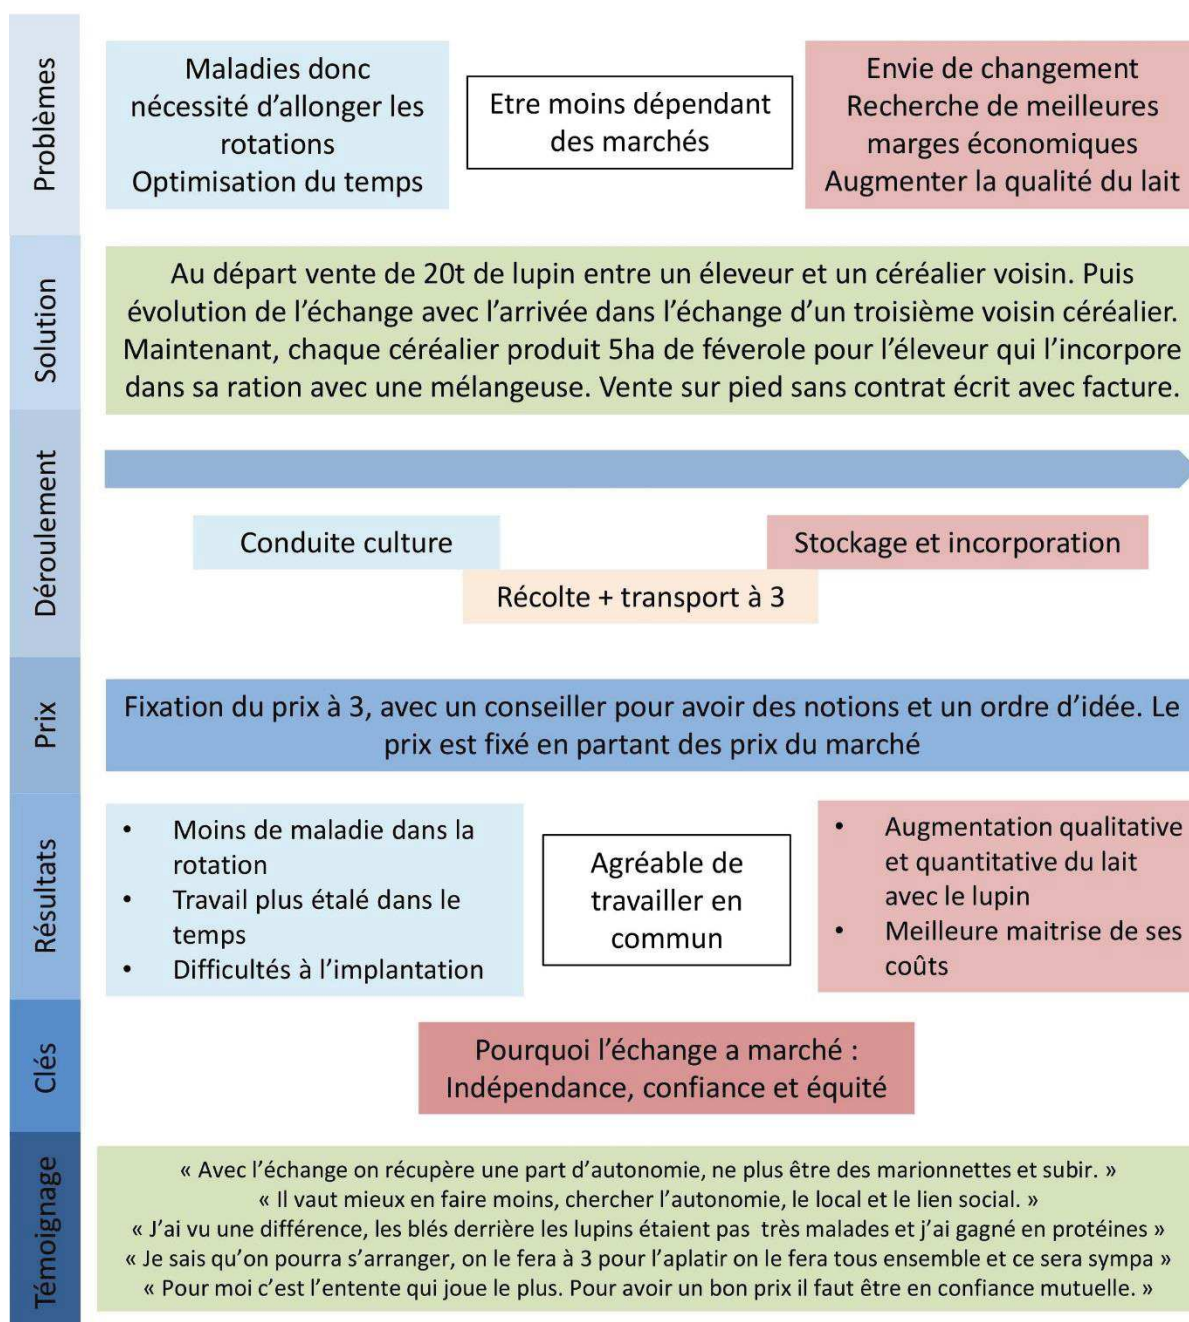 Problèmes
Maladies donc
nécessité d’allonger les
rotations
Optimisation du temps
Etre moins dépendant
des marchés
Envie de changement
Recherche de meilleures
marges économiques
Augmenter la qualité du lait
Solution
Au départ vente de 20t de lupin entre un éleveur et un céréalier voisin. Puis
évolution de l’échange avec l’arrivée dans l’échange d’un troisième voisin céréalier.
Maintenant, chaque céréalier produit 5ha de féverole pour l’éleveur qui l’incorpore
dans sa ration avec une mélangeuse. Vente sur pied sans contrat écrit avec facture.
Déroulement
Conduite culture
Stockage et incorporation
Récolte + transport à 3
Prix
Fixation du prix à 3, avec un conseiller pour avoir des notions et un ordre d’idée. Le
prix est fixé en partant des prix du marché
Résultats
• Moins de maladie dans la
rotation
• Travail plus étalé dans le
temps
• Difficultés à l’implantation
Agréable de
travailler en
commun
• Augmentation qualitative
et quantitative du lait
avec le lupin
• Meilleure maitrise de ses
coûts
Clés
Pourquoi l’échange a marché :
Indépendance, confiance et équité
Témoignage
« Avec l’échange on récupère une part d’autonomie, ne plus être des marionnettes et subir. »
« Il vaut mieux en faire moins, chercher l’autonomie, le local et le lien social. »
« J’ai vu une différence, les blés derrière les lupins étaient pas très malades et j’ai gagné en protéines »
« Je sais qu’on pourra s’arranger, on le fera à 3 pour l’aplatir on le fera tous ensemble et ce sera sympa »
« Pour moi c’est l’entente qui joue le plus. Pour avoir un bon prix il faut être en confiance mutuelle. »